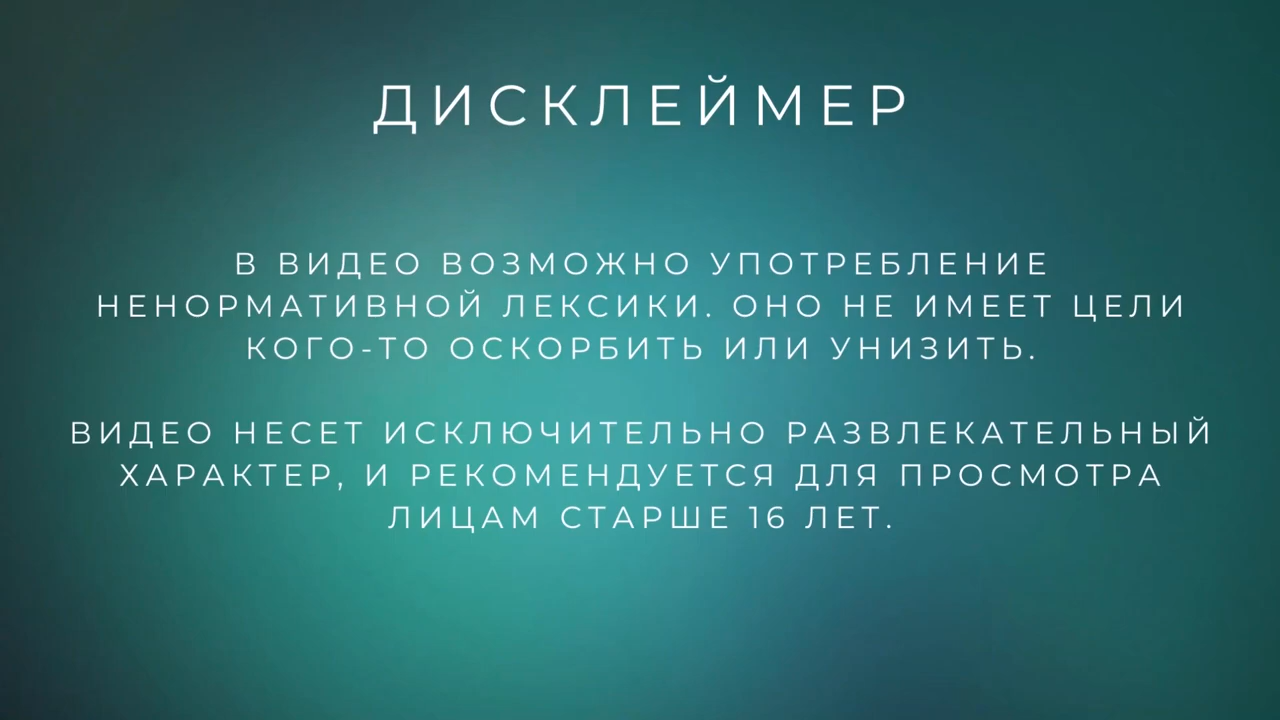 ДИСКЛЕЙМЕР
В ВИДЕО ВОЗМОЖНО УПОТРЕБЛЕНИЕ
НЕНОРМАТИВНОЙ ЛЕКСИКИ. ОНО НЕ ИМЕЕТ ЦЕЛИ
КОГО-ТО ОСКОРБИТЬ ИЛИ УНИЗИТЬ.
ВИДЕО НЕСЕТ ИСКЛЮЧИТЕЛЬНО РАЗВЛЕКАТЕЛЬНЫЙ
ХАРАКТЕР, И РЕКОМЕНДУЕТСЯ ДЛЯ ПРОСМОТРА
ЛИЦАМ СТАРШЕ 16 ЛЕТ.